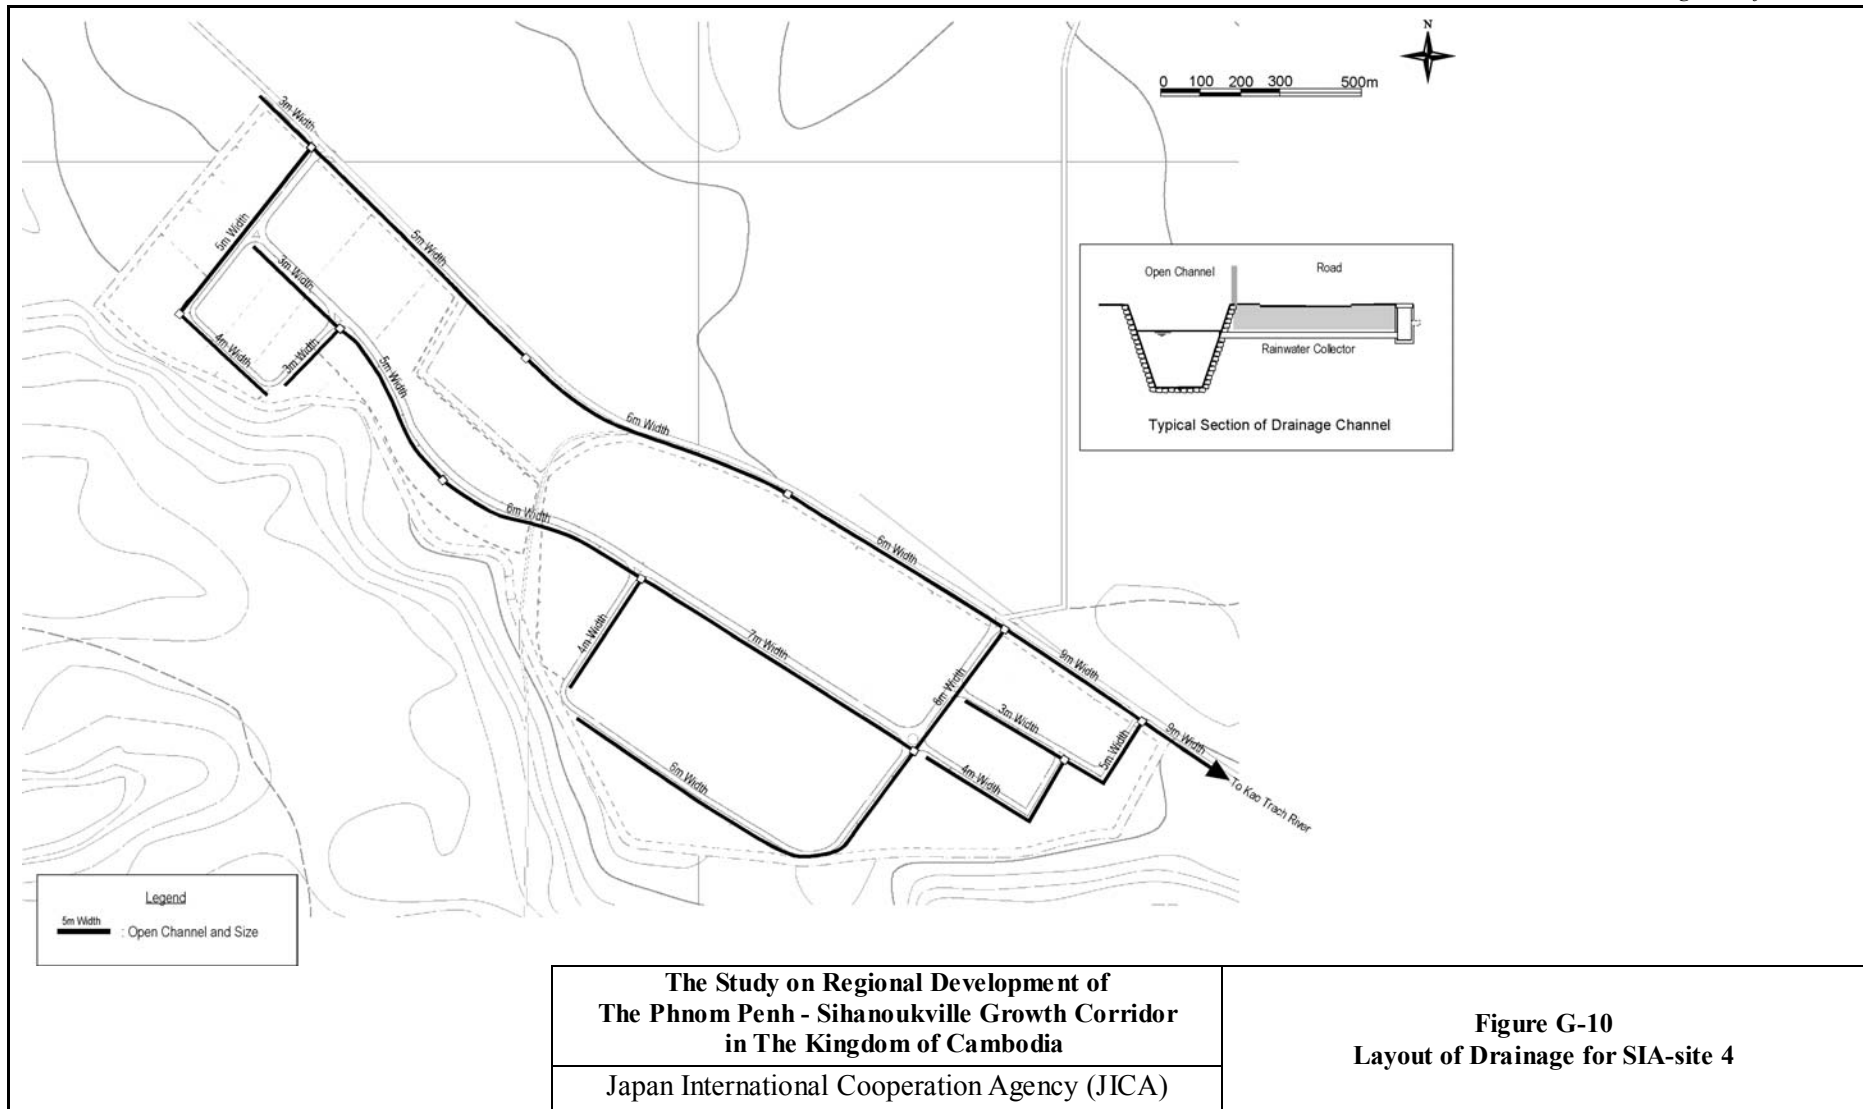 N
0 100 200 300 500m
3m Width
5m Width
5m Width
3m Width
4m Width
3m Width
5m Width
6m Width
6m Width
6m Width
4m Width
7m Width
6m Width
9m Width
9m Width
3m Width
5m Width
4m Width
6m Width
To Kao Trach River
Open Channel
Road
Rainwater Collector
Typical Section of Drainage Channel
Legend
5m Width
: Open Channel and Size
The Study on Regional Development of
The Phnom Penh - Sihanoukville Growth Corridor
in The Kingdom of Cambodia
Japan International Cooperation Agency (JICA)
Figure G-10
Layout of Drainage for SIA-site 4